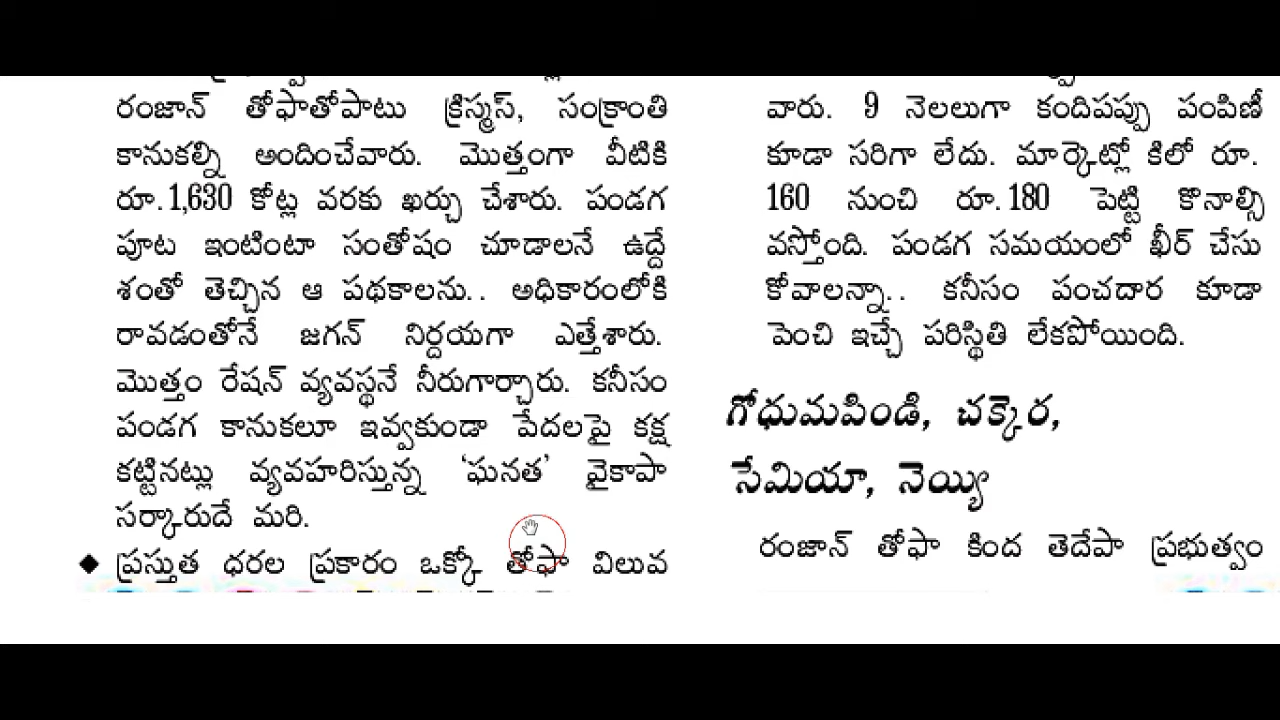 రంజాన్ తోఫాతోపాటు క్రిస్మస్, సంక్రాంతి
కానుకల్ని అందించేవారు. మొత్తంగా వీటికి
రూ.1,630 కోట్ల వరకు ఖర్చు చేశారు. పండగ
పూట ఇంటింటా సంతోషం చూడాలనే ఉద్దే
శంతో తెచ్చిన ఆ పథకాలను.. అధికారంలోకి
రావడంతోనే జగన్ నిర్దయగా ఎత్తేశారు.
మొత్తం రేషన్ వ్యవస్థనే నీరుగార్చారు. కనీసం
పండగ కానుకలూ ఇవ్వకుండా పేదలపై కక్ష
కట్టినట్లు వ్యవహరిస్తున్న ‘ఘనత’ వైకాపా
సర్కారుదే మరి.
◆ ప్రస్తుత ధరల ప్రకారం ఒక్కో తోఫా విలువ
వారు. 9 నెలలుగా కందిపప్పు పంపిణీ
కూడా సరిగా లేదు. మార్కెట్లో కిలో రూ.
160 నుంచి రూ.180 పెట్టి కొనాల్సి
వస్తోంది. పండగ సమయంలో ఖీర్ చేసు
కోవాలన్నా.. కనీసం పంచదార కూడా
పెంచి ఇచ్చే పరిస్థితి లేకపోయింది.
గోధుమపిండి, చక్కెర,
సేమియా, నెయ్యి
రంజాన్ తోఫా కింద తెదేపా ప్రభుత్వం